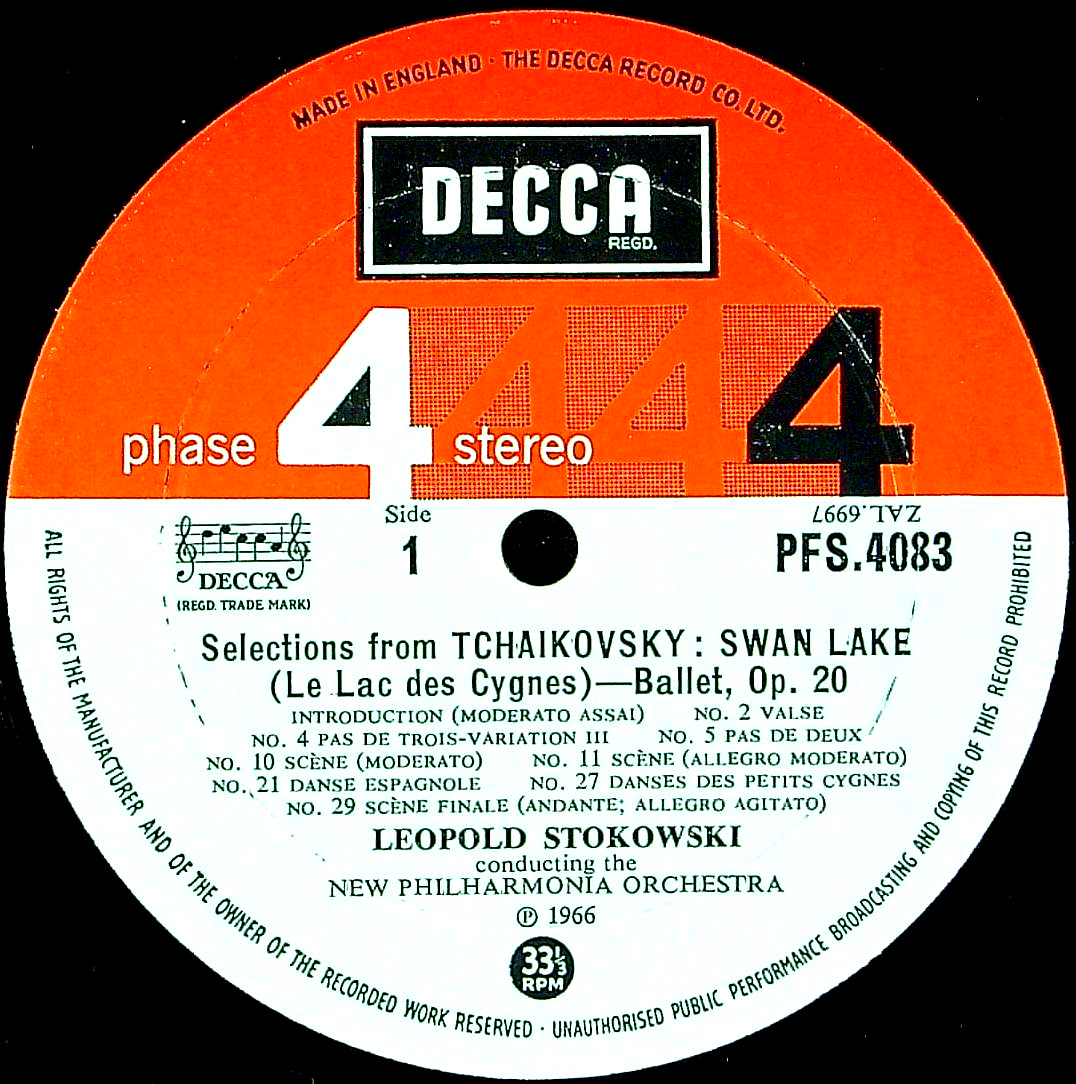 MADE IN ENGLAND · THE DECCA RECORD CO. LTD.
DECCA
REGD.
phase 4 stereo 4 4 4
Side
1
ZAL.6997
PFS.4083
DECCA
(REGD. TRADE MARK)
Selections from TCHAIKOVSKY: SWAN LAKE
(Le Lac des Cygnes)—Ballet, Op. 20
INTRODUCTION (MODERATO ASSAI) NO. 2 VALSE
NO. 4 PAS DE TROIS-VARIATION III NO. 5 PAS DE DEUX
NO. 10 SCÈNE (MODERATO) NO. 11 SCÈNE (ALLEGRO MODERATO)
NO. 21 DANSE ESPAGNOLE NO. 27 DANSES DES PETITS CYGNES
NO. 29 SCÈNE FINALE (ANDANTE; ALLEGRO AGITATO)
LEOPOLD STOKOWSKI
conducting the
NEW PHILHARMONIA ORCHESTRA
℗ 1966
33⅓
RPM
ALL RIGHTS OF THE MANUFACTURER AND OF THE OWNER OF THE RECORDED WORK RESERVED · UNAUTHORISED PUBLIC PERFORMANCE BROADCASTING AND COPYING OF THIS RECORD PROHIBITED